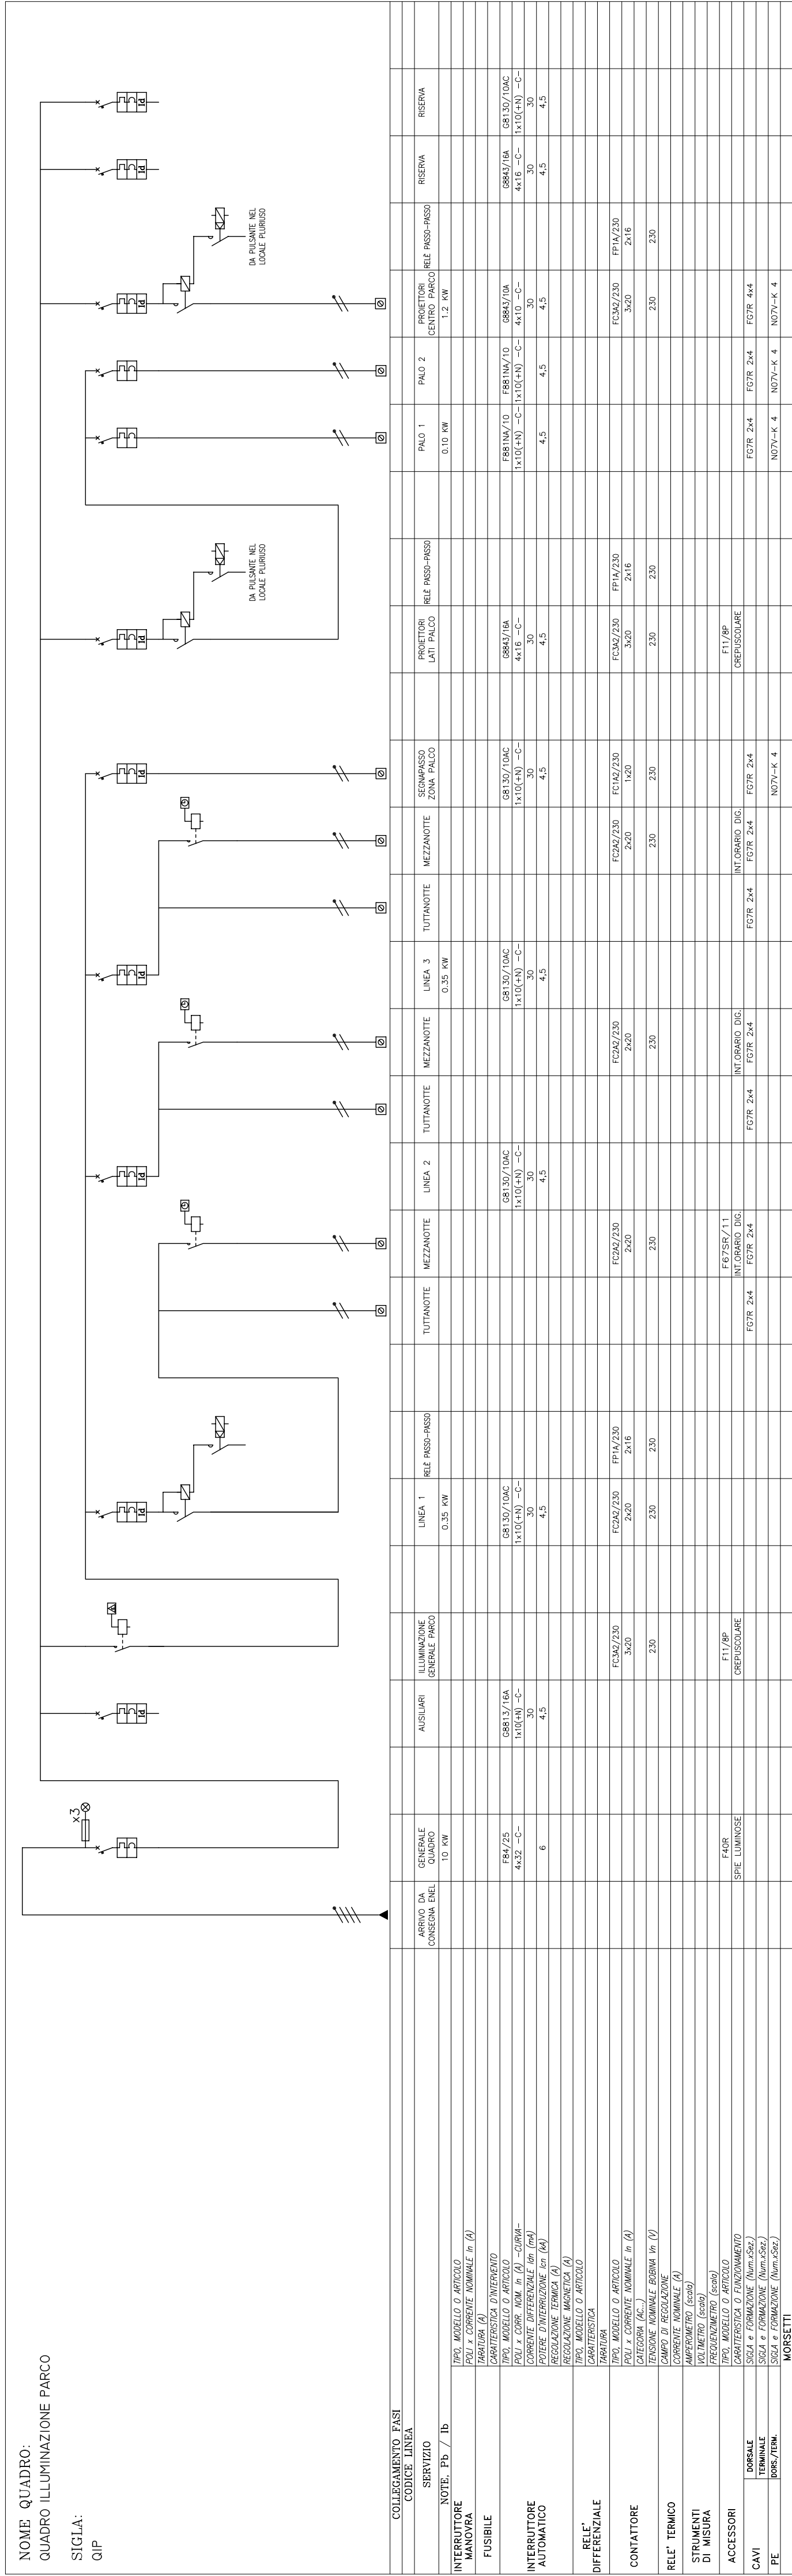 NOME QUADRO:
QUADRO ILLUMINAZIONE PARCO
SIGLA:
QIP
x3
Id
Id
Id
Id
Id
Id
DA PULSANTE NEL
LOCALE PLURIUSO
Id
DA PULSANTE NEL
LOCALE PLURIUSO
Id
Id
COLLEGAMENTO FASI
CODICE LINEA
SERVIZIO ARRIVO DA CONSEGNA ENEL GENERALE QUADRO AUSILIARI ILLUMINAZIONE GENERALE PARCO LINEA 1 RELÈ PASSO-PASSO TUTTANOTTE MEZZANOTTE LINEA 2 TUTTANOTTE MEZZANOTTE LINEA 3 TUTTANOTTE MEZZANOTTE SEGNAPASSO ZONA PALCO PROIETTORI LATI PALCO RELÈ PASSO-PASSO PALO 1 PALO 2 PROIETTORI CENTRO PARCO RELÈ PASSO-PASSO RISERVA RISERVA
NOTE, Pb / Ib 10 KW 0.35 KW 0.35 KW 0.10 KW 1.2 KW
INTERRUTTORE MANOVRA
TIPO, MODELLO O ARTICOLO
POLI x CORRENTE NOMINALE In (A)
FUSIBILE
TARATURA (A)
CARATTERISTICA D'INTERVENTO
INTERRUTTORE AUTOMATICO
TIPO, MODELLO O ARTICOLO F84/25 G8813/16A G8130/10AC G8130/10AC G8130/10AC G8130/10AC G8843/16A F881NA/10 F881NA/10 G8843/10A G8843/16A G8130/10AC
POLI x CORR. NOM. In (A) -CURVA- 4x32 -C- 1x10(+N) -C- 1x10(+N) -C- 1x10(+N) -C- 1x10(+N) -C- 1x10(+N) -C- 4x16 -C- 1x10(+N) -C- 1x10(+N) -C- 4x10 -C- 4x16 -C- 1x10(+N) -C-
CORRENTE DIFFERENZIALE Idn (mA) 30 30 30 30 30 30 30 30 30
POTERE D'INTERRUZIONE Icn (kA) 6 4,5 4,5 4,5 4,5 4,5 4,5 4,5 4,5 4,5 4,5 4,5
REGOLAZIONE TERMICA (A)
REGOLAZIONE MAGNETICA (A)
RELE' DIFFERENZIALE
TIPO, MODELLO O ARTICOLO
CARATTERISTICA
TARATURA
CONTATTORE
TIPO, MODELLO O ARTICOLO FC3A2/230 FC2A2/230 FP1A/230 FC2A2/230 FC2A2/230 FC2A2/230 FC1A2/230 FC3A2/230 FP1A/230 FC3A2/230 FP1A/230
POLI x CORRENTE NOMINALE In (A) 3x20 2x20 2x16 2x20 2x20 2x20 1x20 3x20 2x16 3x20 2x16
CATEGORIA (AC...)
TENSIONE NOMINALE BOBINA Vn (V) 230 230 230 230 230 230 230 230 230 230 230
RELE' TERMICO
CAMPO DI REGOLAZIONE
CORRENTE NOMINALE (A)
STRUMENTI DI MISURA
AMPEROMETRO (scala)
VOLTMETRO (scala)
FREQUENZIMETRO (scala)
ACCESSORI
TIPO, MODELLO O ARTICOLO F40R F11/8P F67SR/11 F11/8P
CARATTERISTICA O FUNZIONAMENTO SPIE LUMINOSE CREPUSCOLARE INT.ORARIO DIG. INT.ORARIO DIG. INT.ORARIO DIG. CREPUSCOLARE
CAVI
DORSALE SIGLA e FORMAZIONE (Num.xSez.) FG7R 2x4 FG7R 2x4 FG7R 2x4 FG7R 2x4 FG7R 2x4 FG7R 2x4 FG7R 2x4 FG7R 2x4 FG7R 2x4 FG7R 4x4
TERMINALE SIGLA e FORMAZIONE (Num.xSez.)
PE DORS./TERM. SIGLA e FORMAZIONE (Num.xSez.) N07V-K 4 N07V-K 4 N07V-K 4 N07V-K 4
MORSETTI